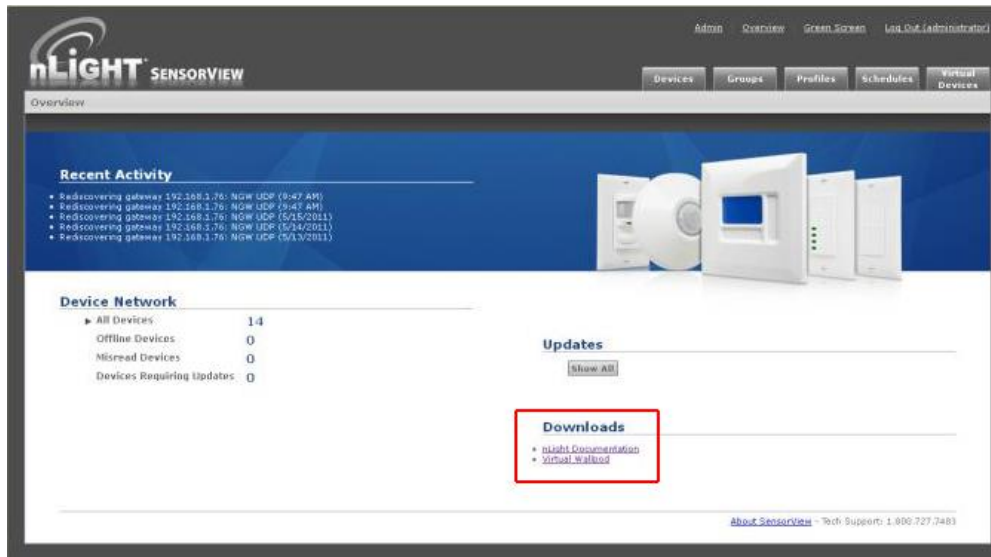 Admin Overview Green Screen Log Out (administrator)
nLIGHT SENSORVIEW
Devices Groups Profiles Schedules Virtual Devices
Overview
Recent Activity
• Rediscovering gateway 192.168.1.76: NGW UDP (9:47 AM)
• Rediscovering gateway 192.168.1.76: NGW UDP (9:47 AM)
• Rediscovering gateway 192.168.1.76: NGW UDP (5/15/2011)
• Rediscovering gateway 192.168.1.76: NGW UDP (5/14/2011)
• Rediscovering gateway 192.168.1.76: NGW UDP (5/13/2011)
Device Network
All Devices 14
Offline Devices 0
Misread Devices 0
Devices Requiring Updates 0
Updates
Show All
Downloads
• nLight Documentation
• Virtual Wallpod
About SensorView - Tech Support: 1.800.727.7483